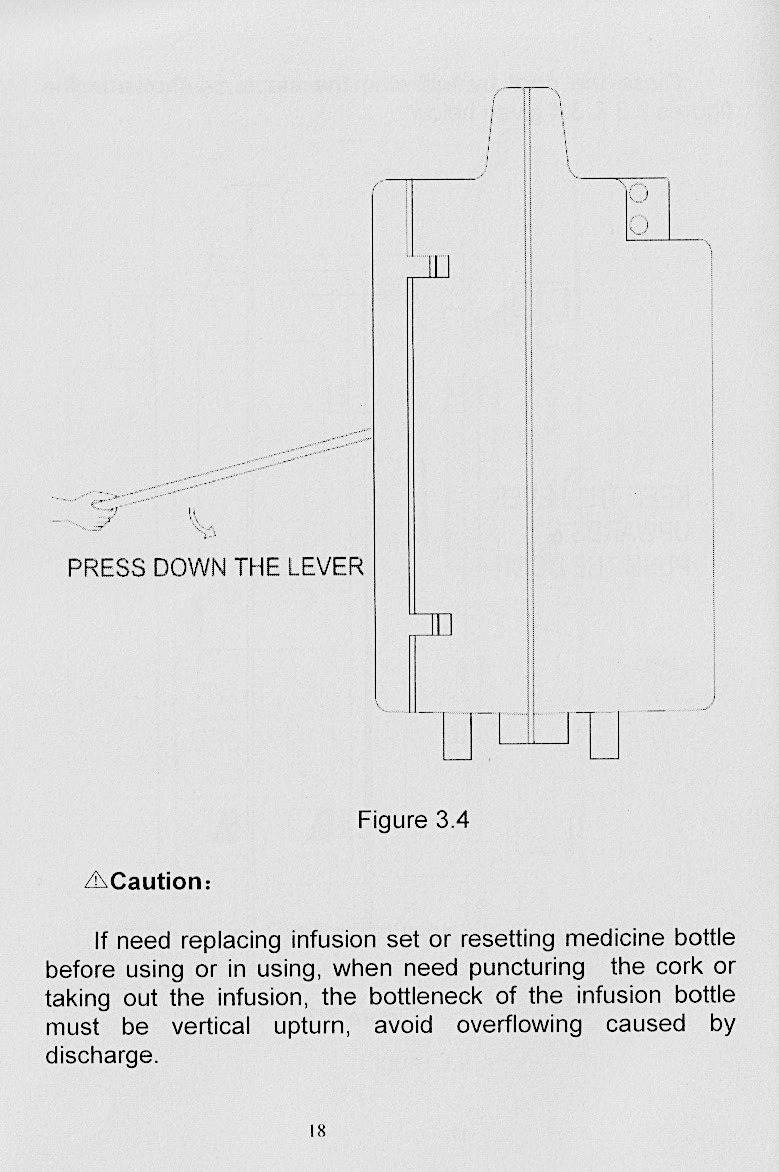 PRESS DOWN THE LEVER
Figure 3.4
⚠Caution:
If need replacing infusion set or resetting medicine bottle
before using or in using, when need puncturing the cork or
taking out the infusion, the bottleneck of the infusion bottle
must be vertical upturn, avoid overflowing caused by
discharge.
18